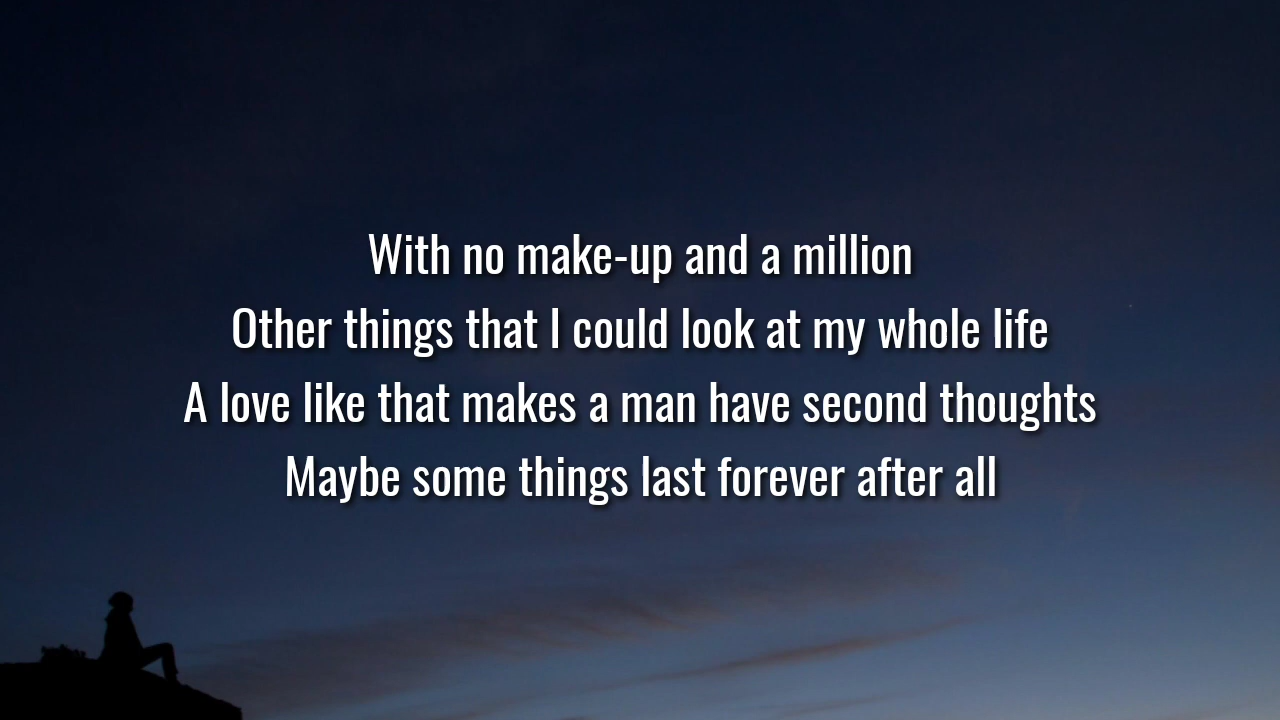 With no make-up and a million
Other things that I could look at my whole life
A love like that makes a man have second thoughts
Maybe some things last forever after all